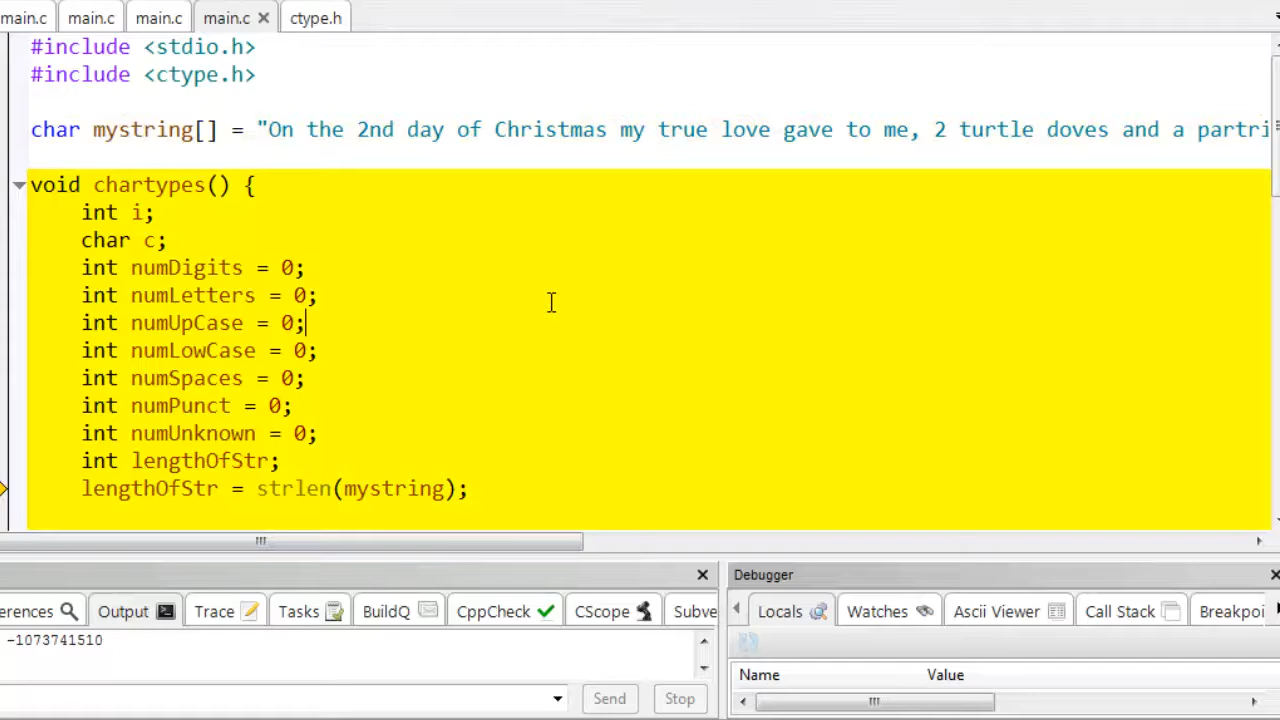 main.c main.c main.c main.c ctype.h
#include <stdio.h>
#include <ctype.h>
char mystring[] = "On the 2nd day of Christmas my true love gave to me, 2 turtle doves and a partri
void chartypes() {
int i;
char c;
int numDigits = 0;
int numLetters = 0;
int numUpCase = 0;
int numLowCase = 0;
int numSpaces = 0;
int numPunct = 0;
int numUnknown = 0;
int lengthOfStr;
lengthOfStr = strlen(mystring);
Debugger
erences Output Trace Tasks BuildQ CppCheck CScope Subve
Locals Watches Ascii Viewer Call Stack Breakpoi
-1073741510
Name Value
Send Stop